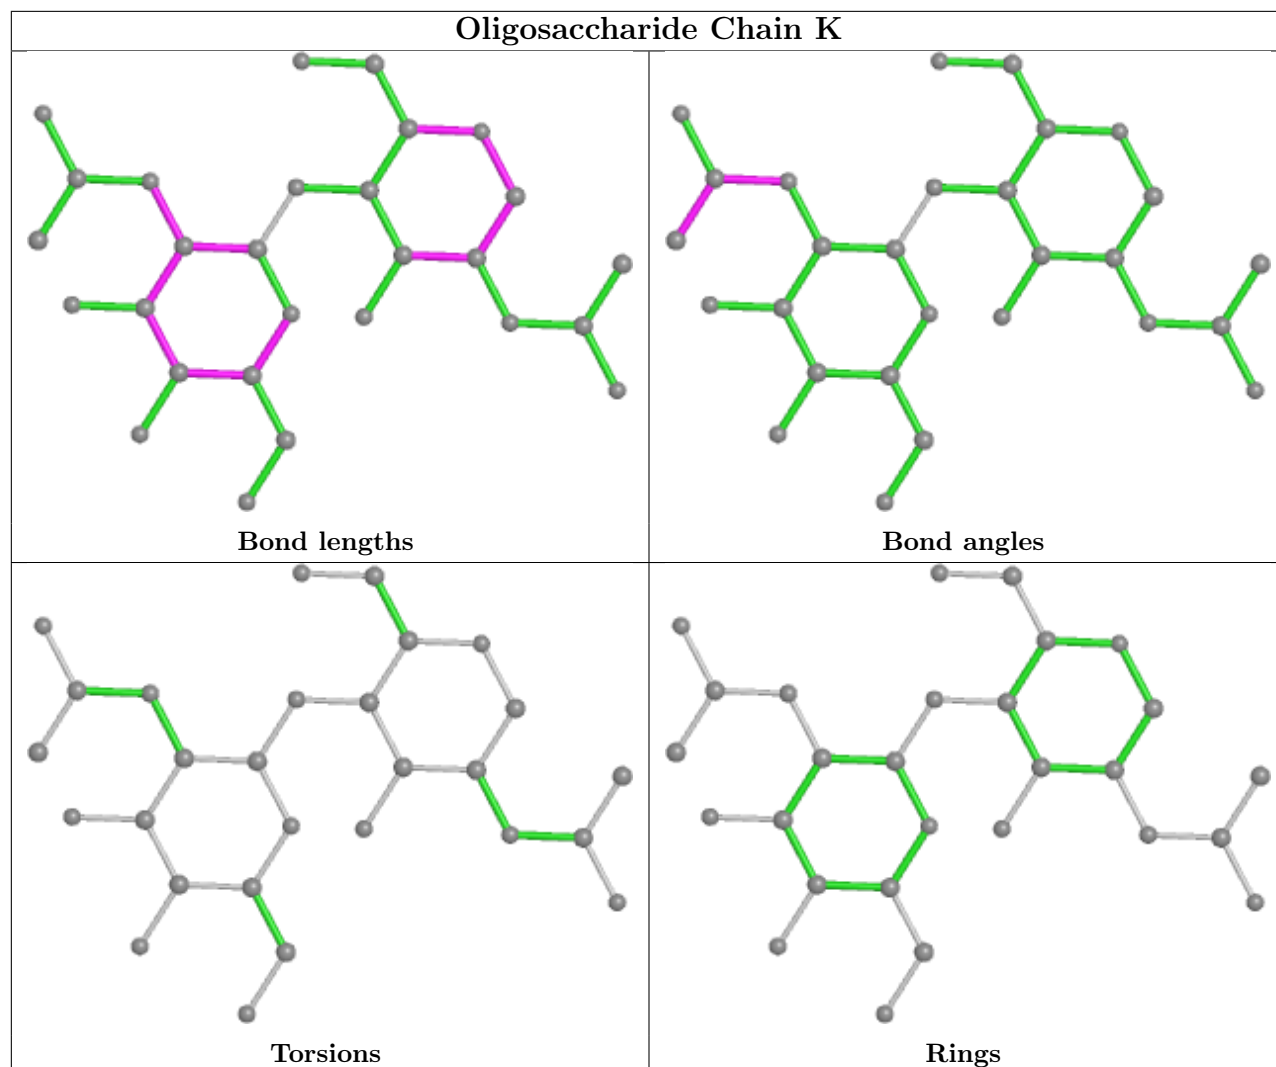 Oligosaccharide Chain K
Bond lengths
Bond angles
Torsions
Rings